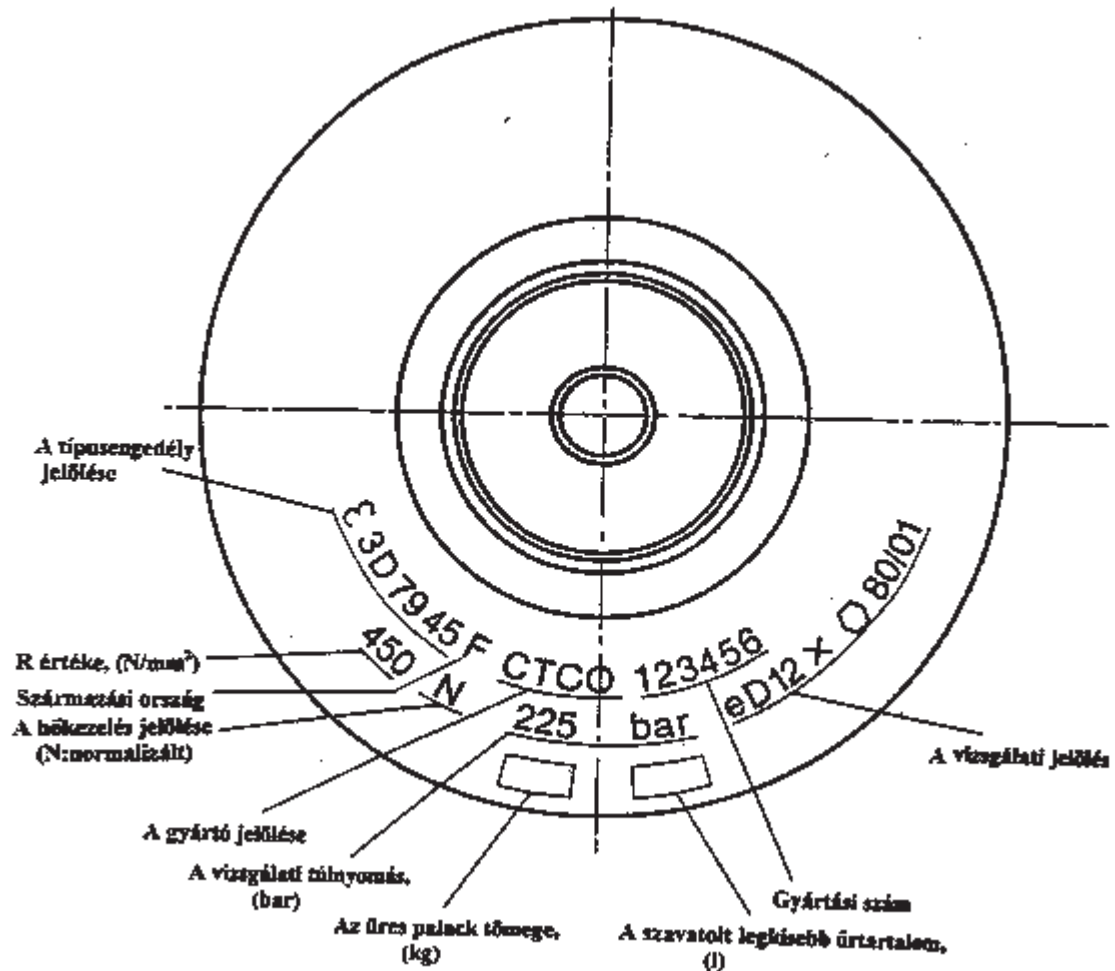 A típusengedély
jelölése
Ɛ 3 D 79 45 F CTCO 123456 eD12 X O 80/01
450 N 225 bar
R értéke, (N/mm²)
Származási ország
A hőkezelés jelölése
(N:normalizált)
A vizsgálati jelölés
A gyártó jelölése
A vizsgálati túlnyomás,
(bar)
Gyártási szám
Az üres palack tömege,
(kg)
A szavatolt legkisebb űrtartalom,
(l)